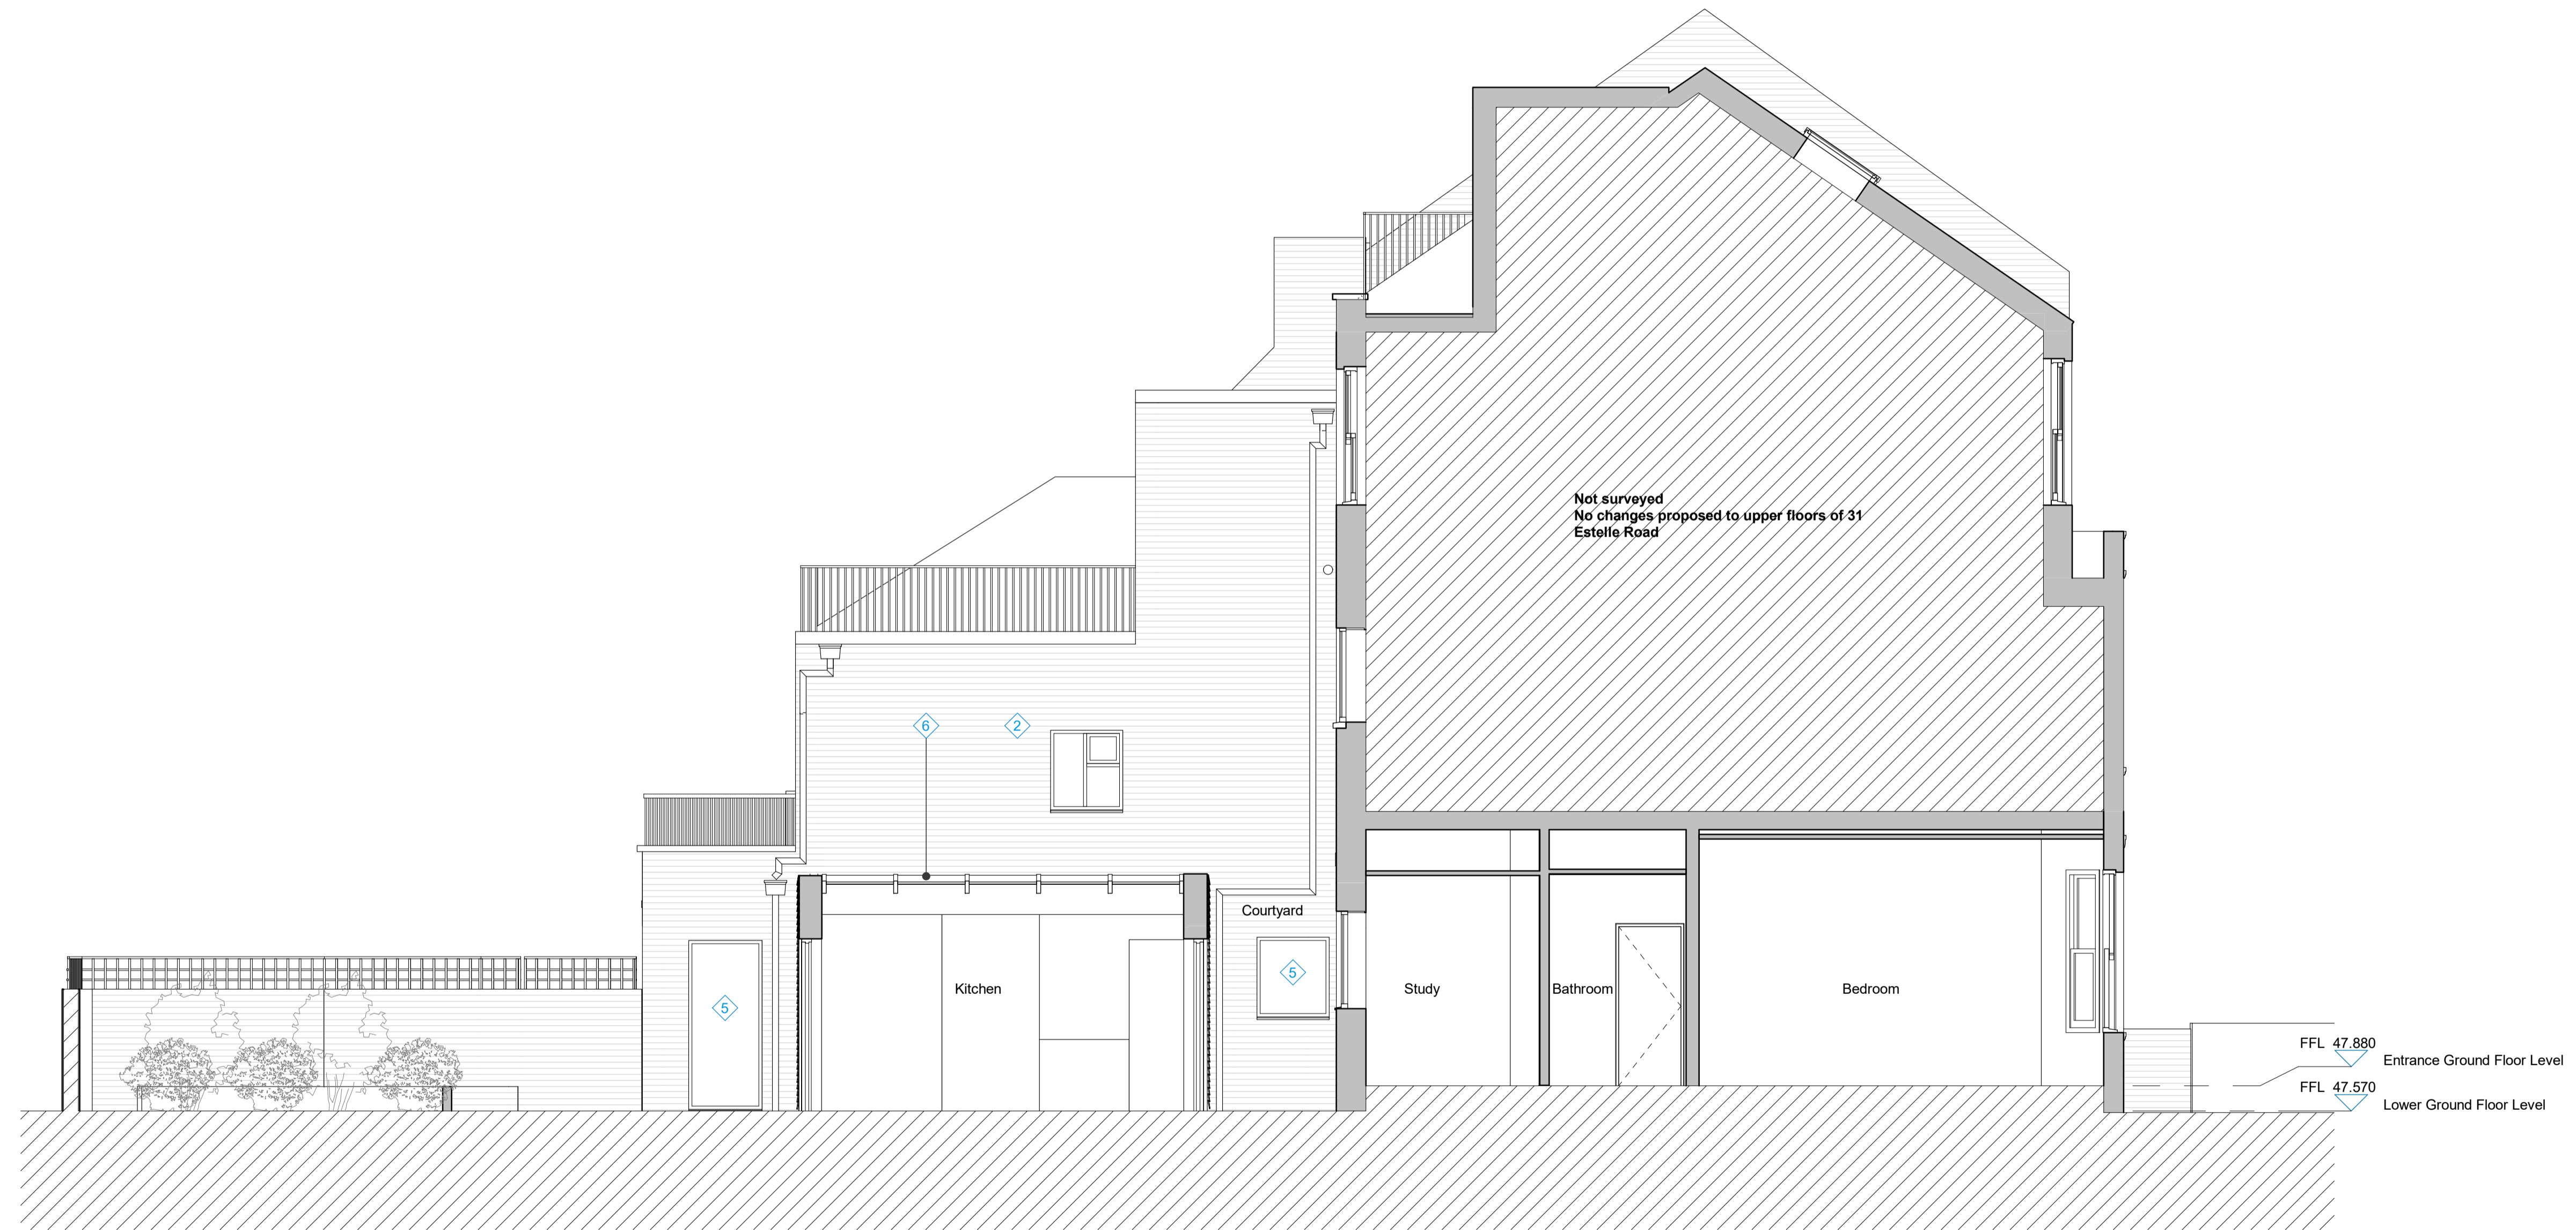 Not surveyed
No changes proposed to upper floors of 31
Estelle Road
6
2
Courtyard
5
5
Kitchen
Study
Bathroom
Bedroom
FFL 47.880
Entrance Ground Floor Level
FFL 47.570
Lower Ground Floor Level